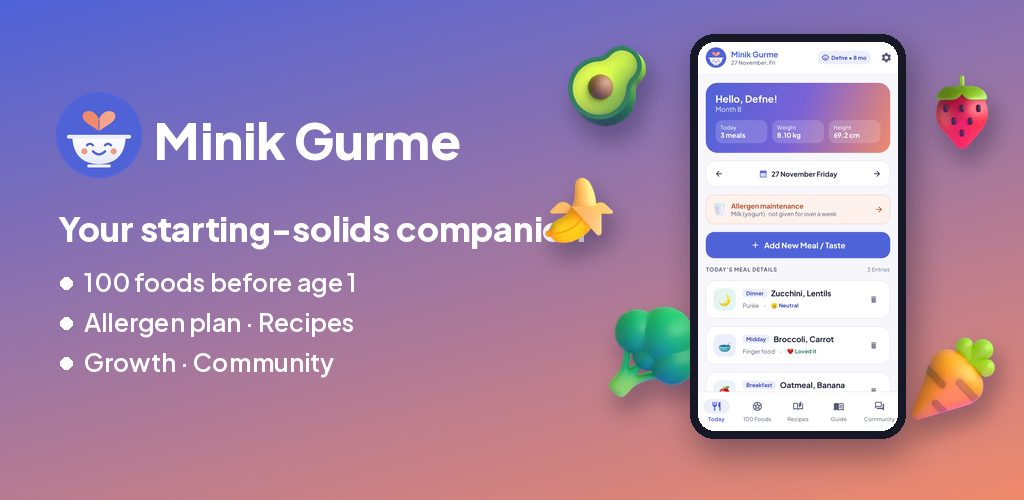 Minik Gurme
Your starting-solids companion
100 foods before age 1
Allergen plan · Recipes
Growth · Community
Minik Gurme
27 November, Fri
Defne • 8 mo
Hello, Defne!
Month 8
Today
3 meals
Weight
8.10 kg
Height
69.2 cm
27 November Friday
Allergen maintenance
Milk (yogurt) · not given for over a week
+ Add New Meal / Taste
TODAY'S MEAL DETAILS
3 Entries
Dinner Zucchini, Lentils
Purée · Neutral
Midday Broccoli, Carrot
Finger food · Loved it
Breakfast Oatmeal, Banana
Today
100 Foods
Recipes
Guide
Community